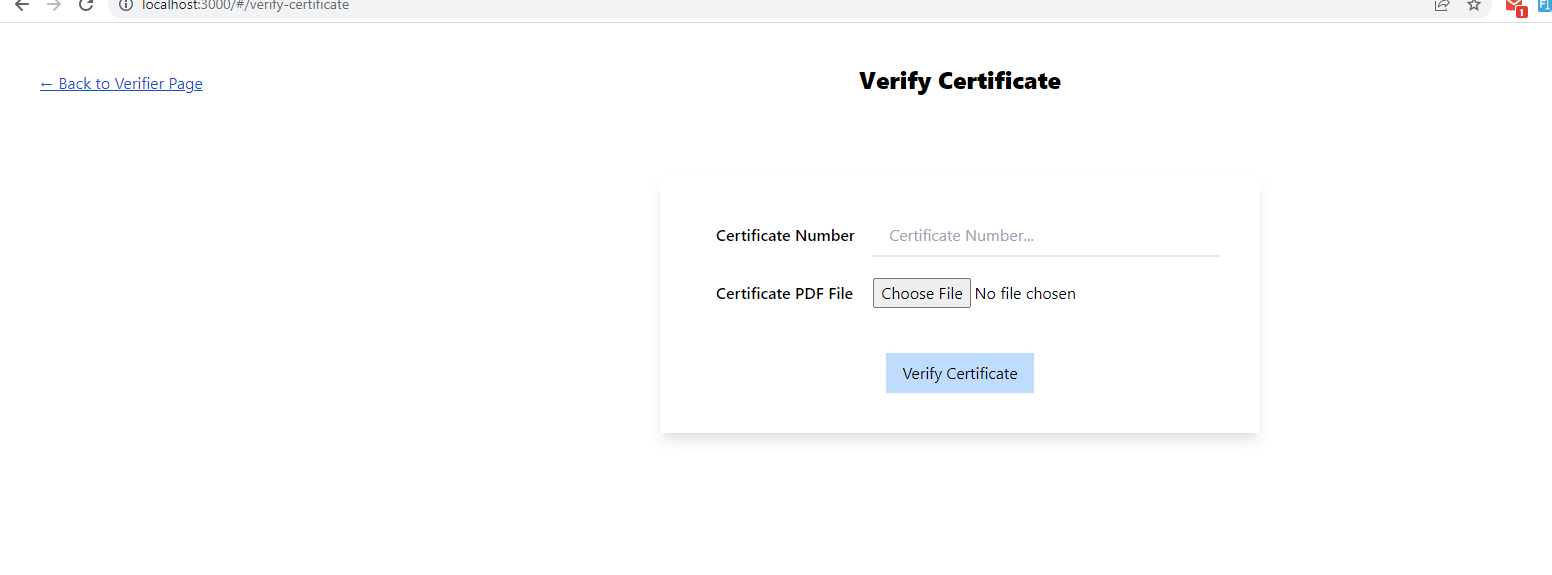 localhost:3000/#/verify-certificate
1
← Back to Verifier Page
Verify Certificate
Certificate Number
Certificate Number...
Certificate PDF File
Choose File No file chosen
Verify Certificate